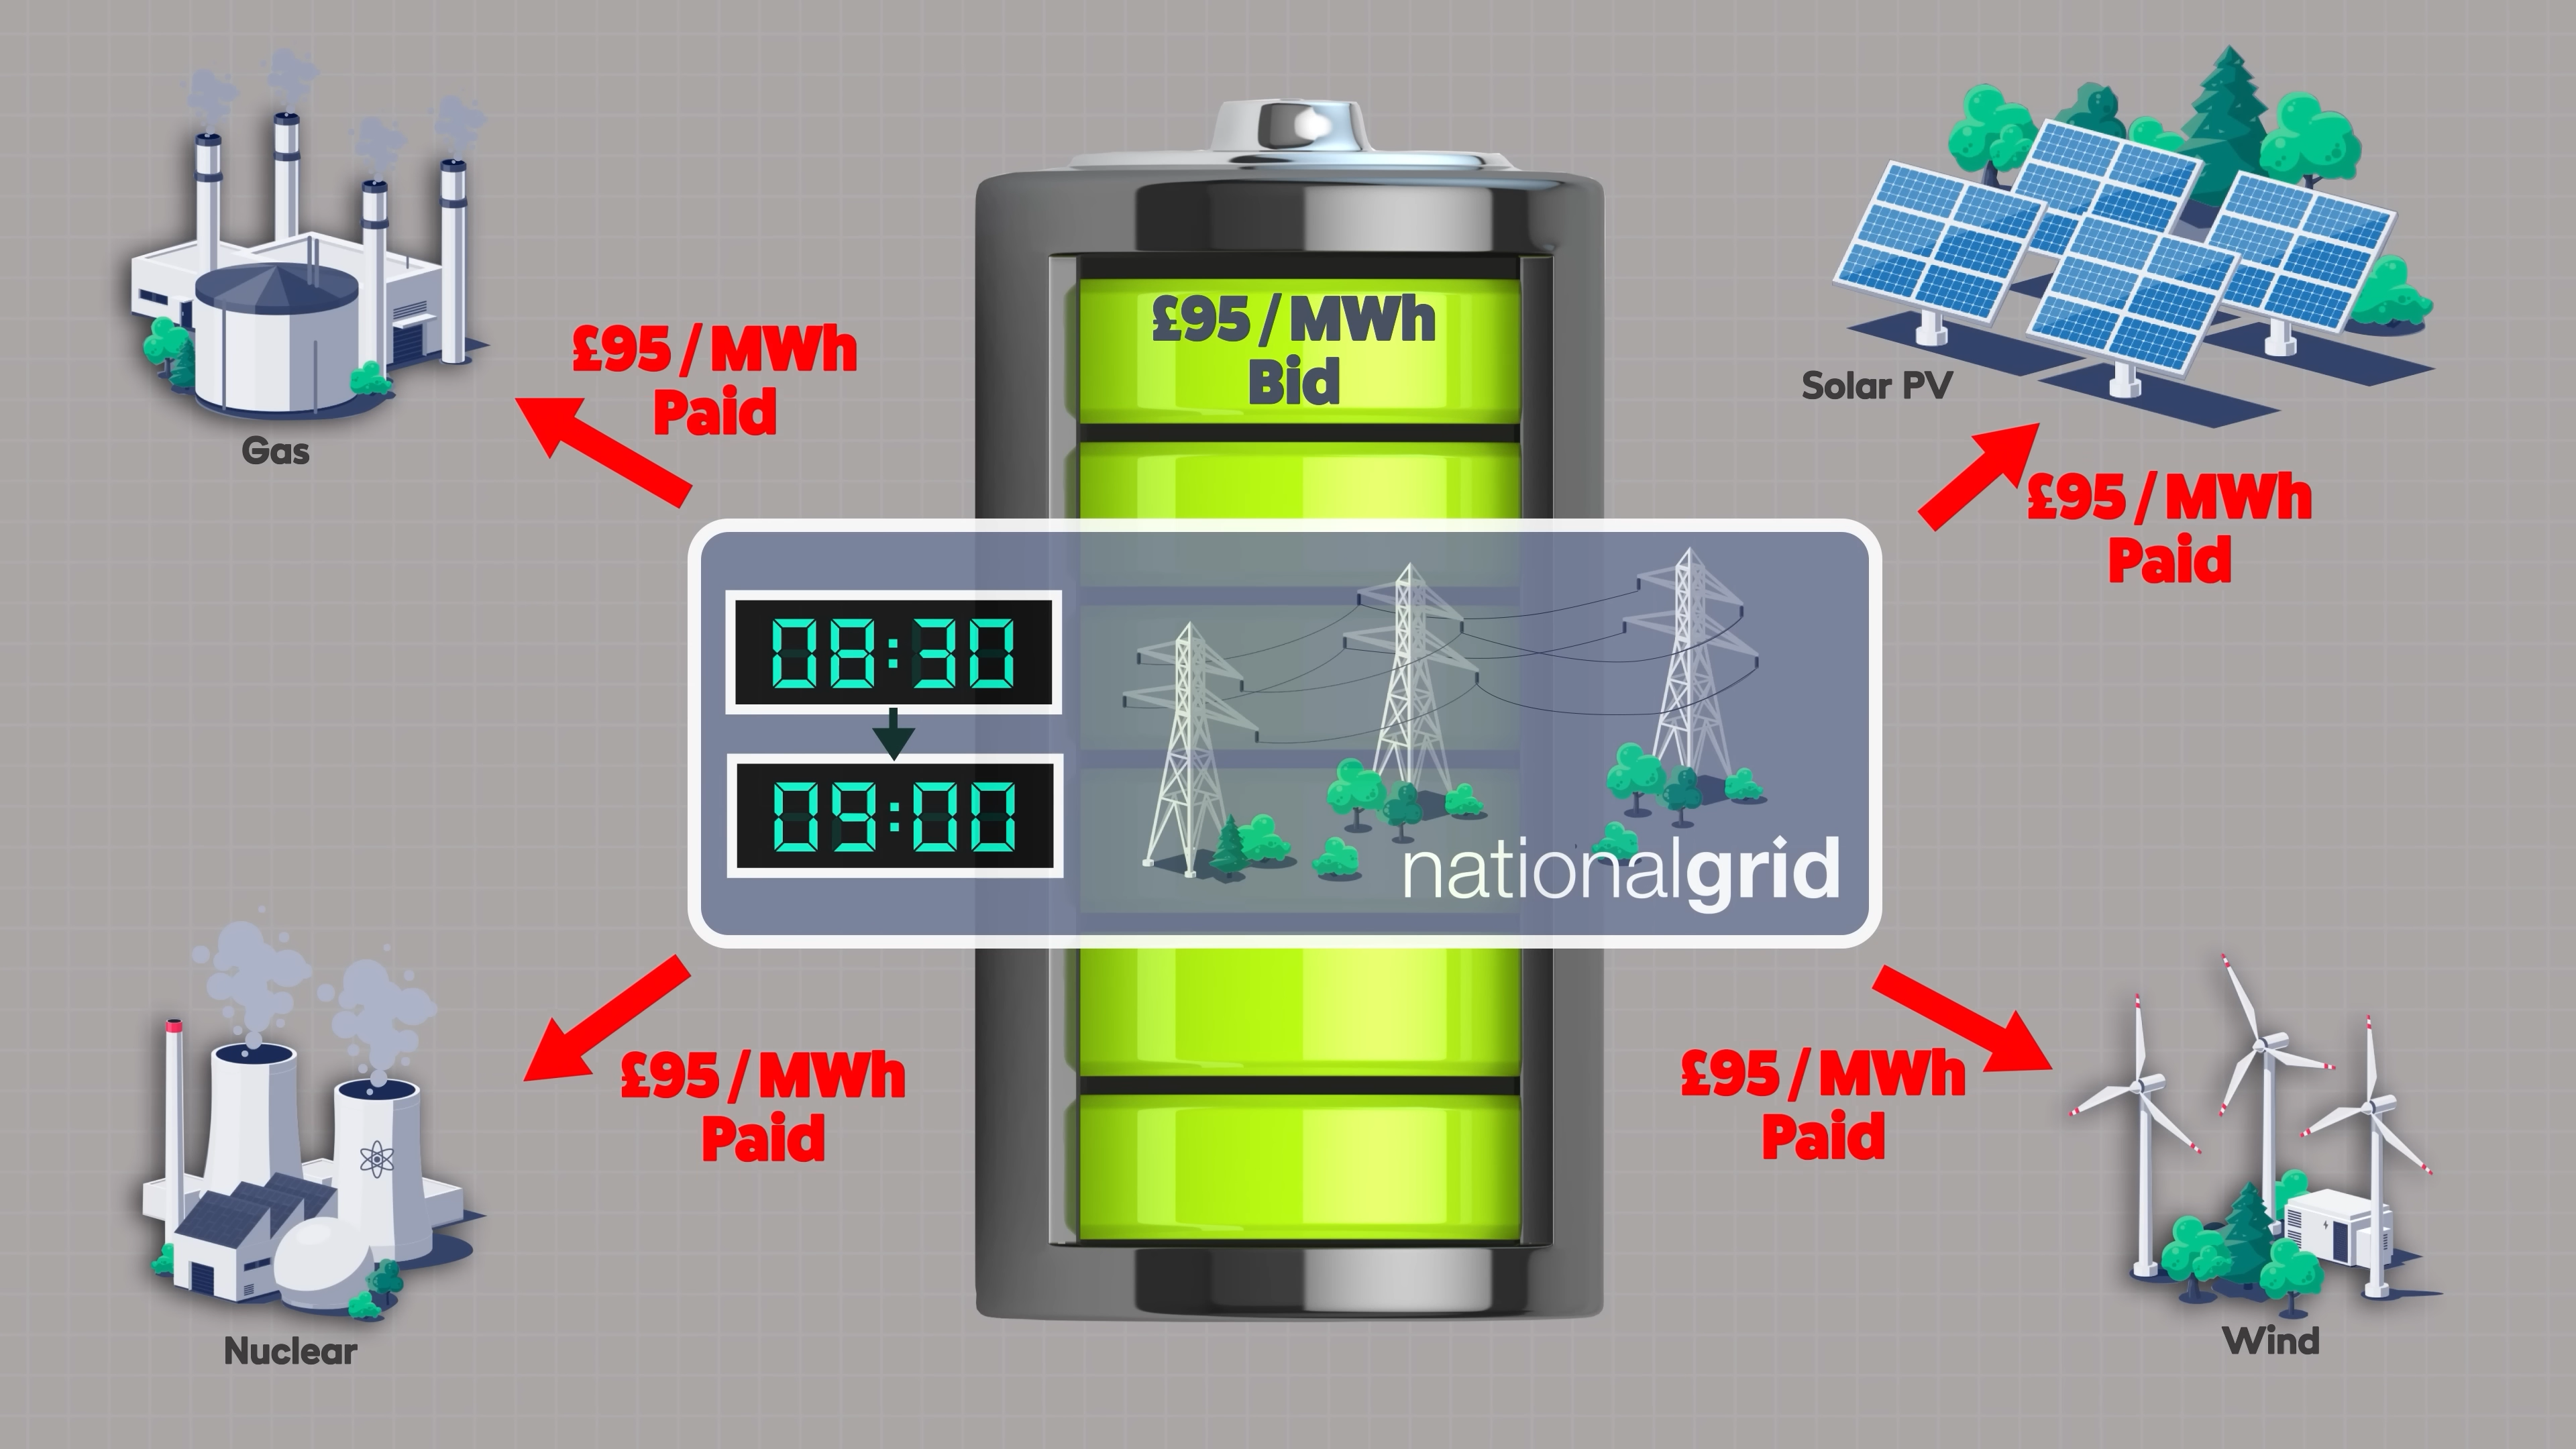 £95 / MWh
Bid
£95 / MWh
Paid
Gas
Solar PV
£95 / MWh
Paid
08:30
09:00
nationalgrid
£95 / MWh
Paid
Nuclear
£95 / MWh
Paid
Wind